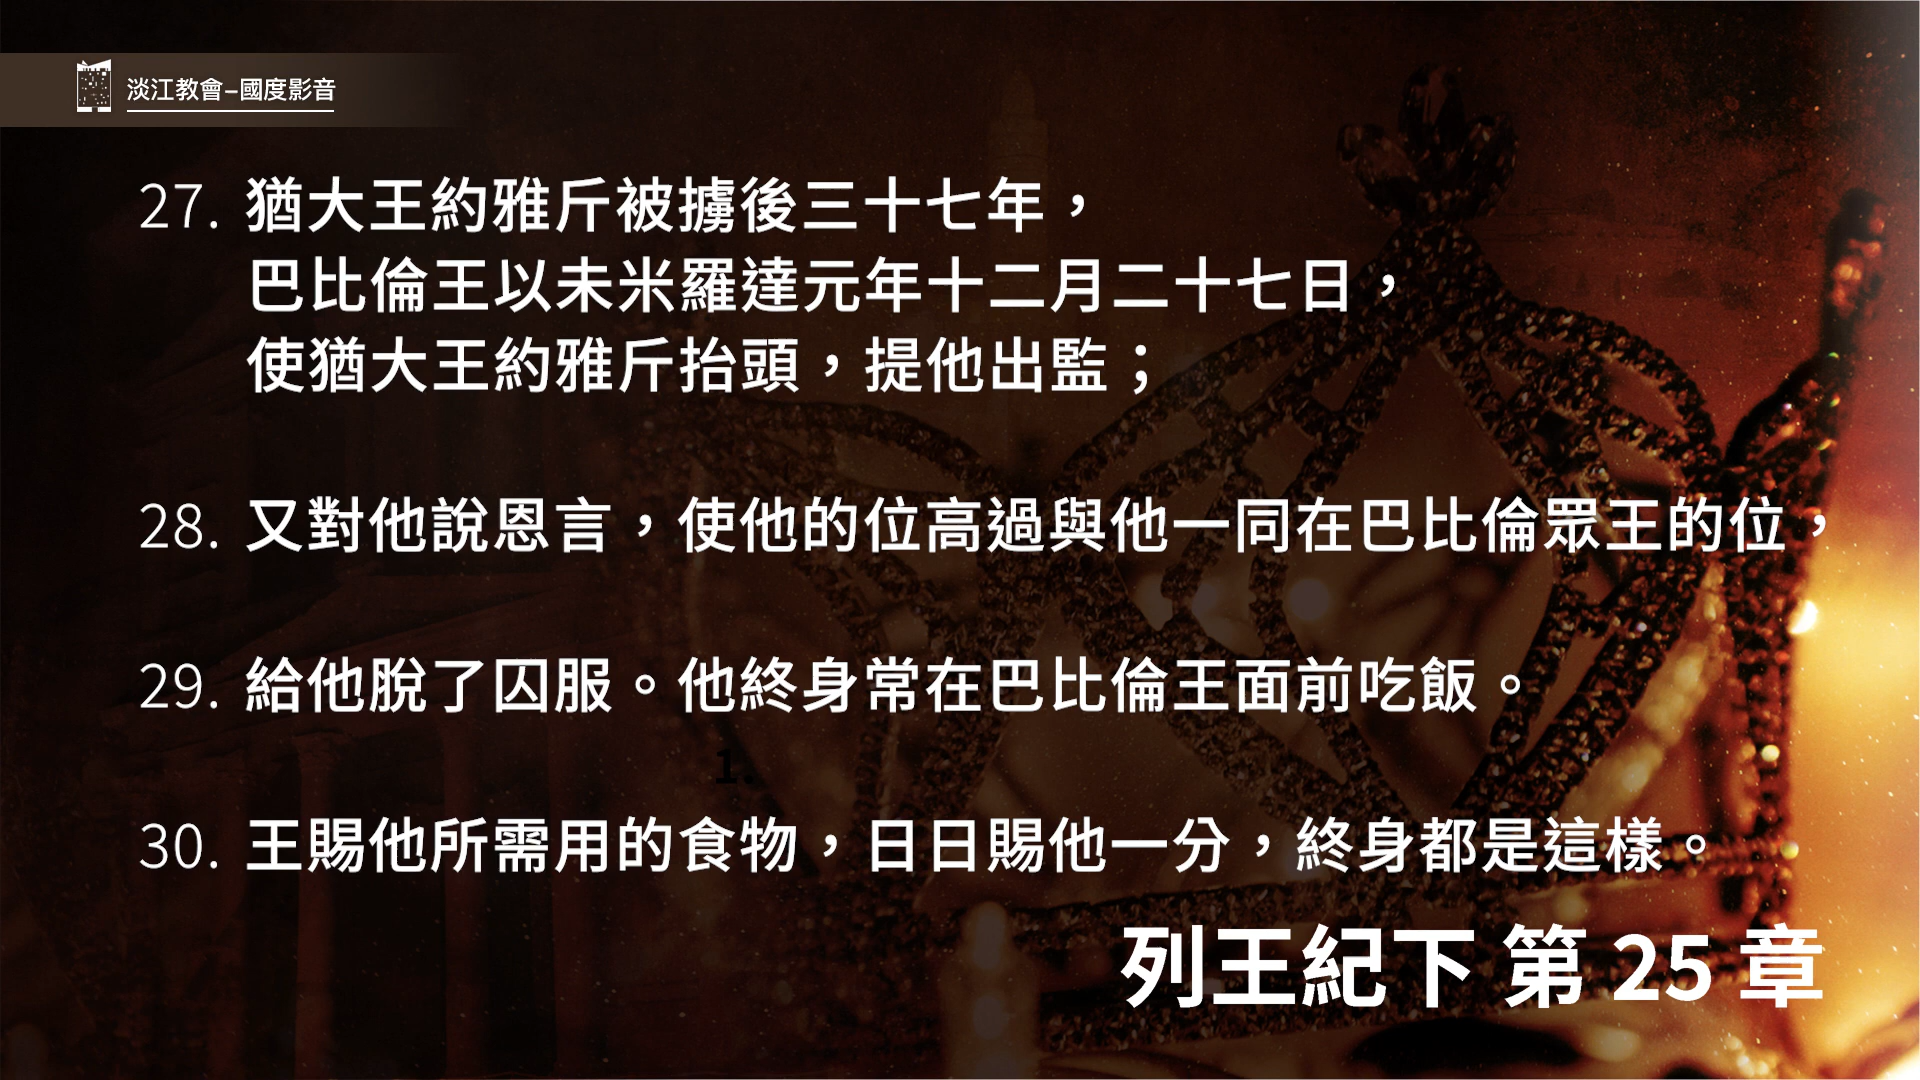 淡江教會–國度影音
27. 猶大王約雅斤被擄後三十七年，
巴比倫王以未米羅達元年十二月二十七日，
使猶大王約雅斤抬頭，提他出監；
28. 又對他說恩言，使他的位高過與他一同在巴比倫眾王的位，
29. 給他脫了囚服。他終身常在巴比倫王面前吃飯。
1.
30. 王賜他所需用的食物，日日賜他一分，終身都是這樣。
列王紀下 第 25 章